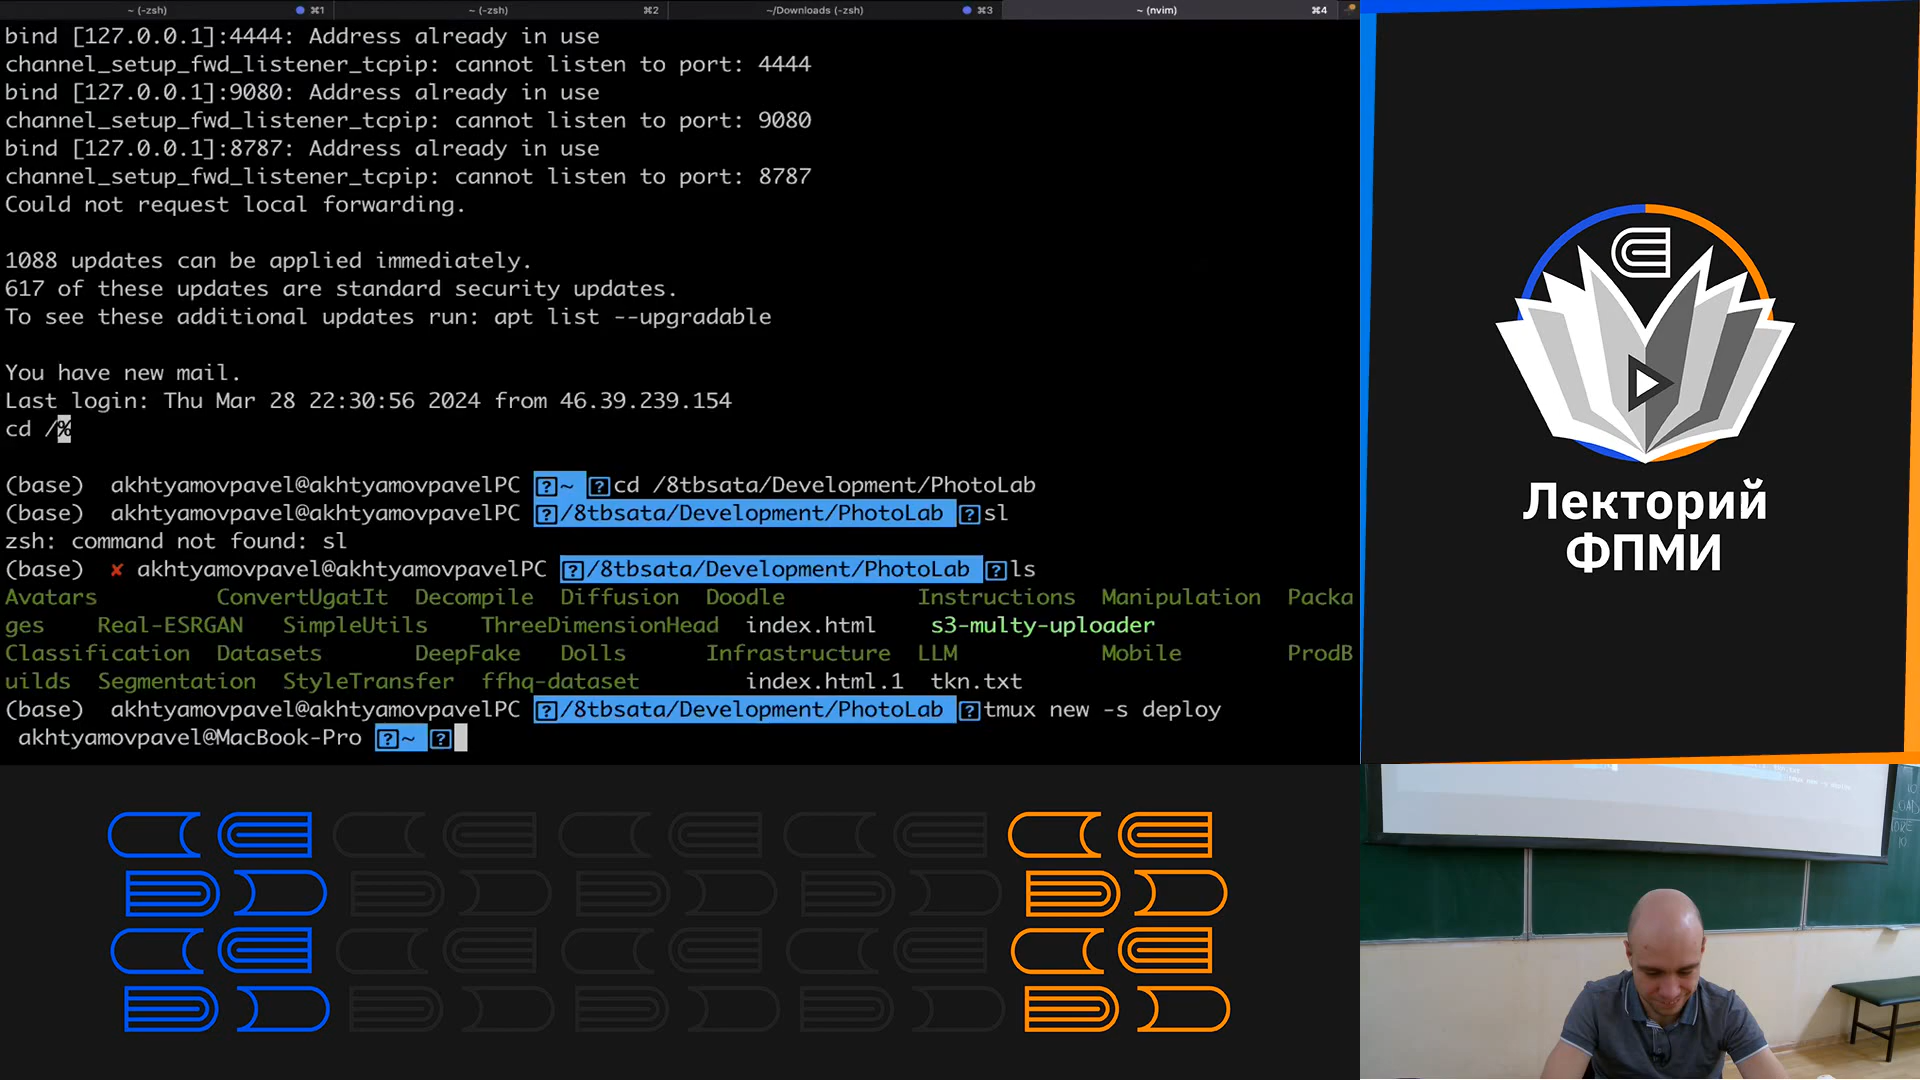 ~ (-zsh) ⌘1 ~ (-zsh) ⌘2 ~/Downloads (-zsh) ⌘3 ~ (nvim) ⌘4
bind [127.0.0.1]:4444: Address already in use
channel_setup_fwd_listener_tcpip: cannot listen to port: 4444
bind [127.0.0.1]:9080: Address already in use
channel_setup_fwd_listener_tcpip: cannot listen to port: 9080
bind [127.0.0.1]:8787: Address already in use
channel_setup_fwd_listener_tcpip: cannot listen to port: 8787
Could not request local forwarding.
1088 updates can be applied immediately.
617 of these updates are standard security updates.
To see these additional updates run: apt list --upgradable
You have new mail.
Last login: Thu Mar 28 22:30:56 2024 from 46.39.239.154
cd /%
(base) akhtyamovpavel@akhtyamovpavelPC ?~ ?cd /8tbsata/Development/PhotoLab
(base) akhtyamovpavel@akhtyamovpavelPC ?/8tbsata/Development/PhotoLab ?sl
zsh: command not found: sl
(base) ✘ akhtyamovpavel@akhtyamovpavelPC ?/8tbsata/Development/PhotoLab ?ls
Avatars ConvertUgatIt Decompile Diffusion Doodle Instructions Manipulation Packa
ges Real-ESRGAN SimpleUtils ThreeDimensionHead index.html s3-multy-uploader
Classification Datasets DeepFake Dolls Infrastructure LLM Mobile ProdB
uilds Segmentation StyleTransfer ffhq-dataset index.html.1 tkn.txt
(base) akhtyamovpavel@akhtyamovpavelPC ?/8tbsata/Development/PhotoLab ?tmux new -s deploy
akhtyamovpavel@MacBook-Pro ?~ ?
Лекторий
ФПМИ